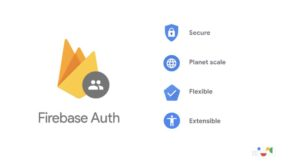 Firebase Auth
Secure
Planet scale
Flexible
Extensible